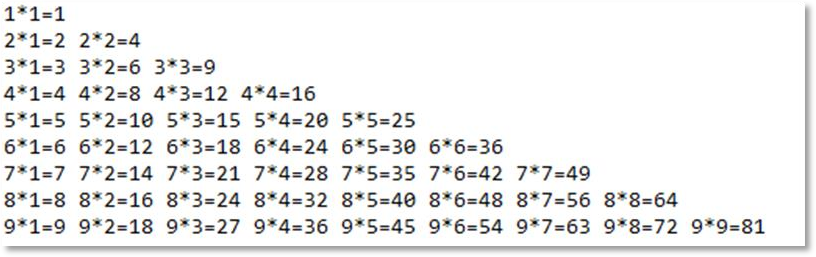 1*1=1
2*1=2 2*2=4
3*1=3 3*2=6 3*3=9
4*1=4 4*2=8 4*3=12 4*4=16
5*1=5 5*2=10 5*3=15 5*4=20 5*5=25
6*1=6 6*2=12 6*3=18 6*4=24 6*5=30 6*6=36
7*1=7 7*2=14 7*3=21 7*4=28 7*5=35 7*6=42 7*7=49
8*1=8 8*2=16 8*3=24 8*4=32 8*5=40 8*6=48 8*7=56 8*8=64
9*1=9 9*2=18 9*3=27 9*4=36 9*5=45 9*6=54 9*7=63 9*8=72 9*9=81